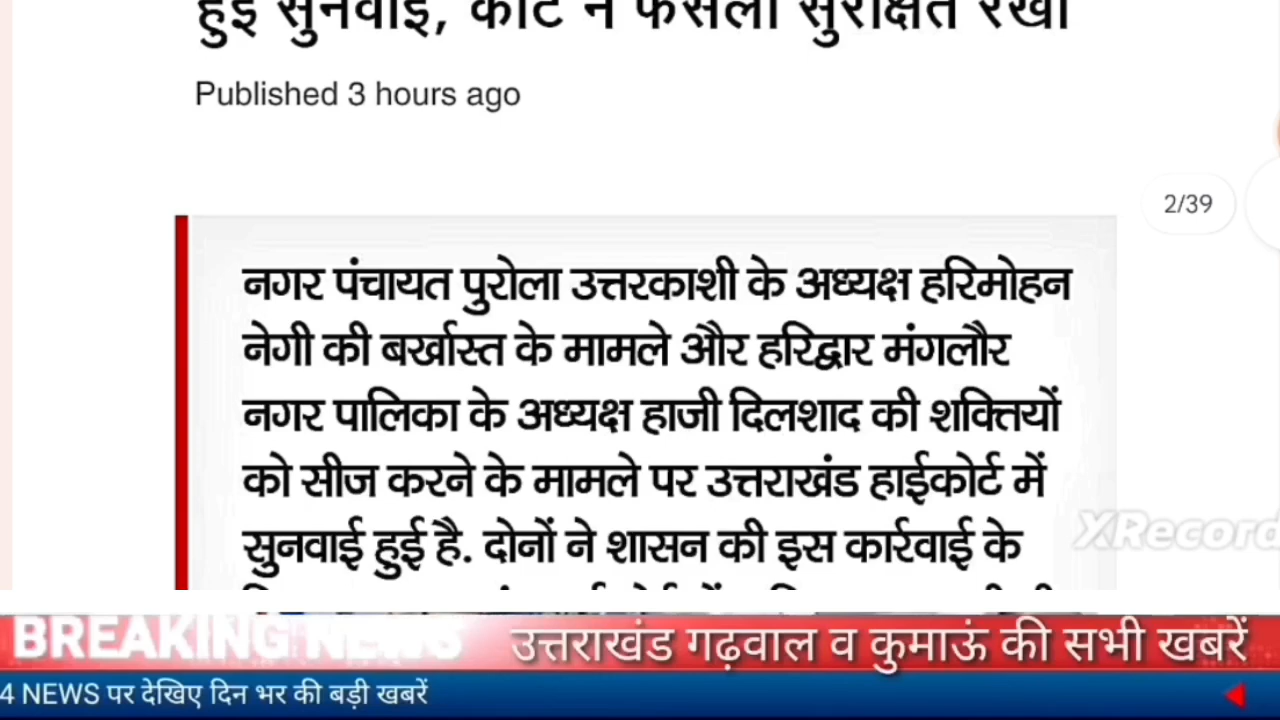 हुई सुनवाई, कोर्ट ने फैसला सुरक्षित रखा
Published 3 hours ago
2/39
नगर पंचायत पुरोला उत्तरकाशी के अध्यक्ष हरिमोहन
नेगी की बर्खास्त के मामले और हरिद्वार मंगलौर
नगर पालिका के अध्यक्ष हाजी दिलशाद की शक्तियों
को सीज करने के मामले पर उत्तराखंड हाईकोर्ट में
सुनवाई हुई है. दोनों ने शासन की इस कार्रवाई के
XRecord
BREAKING NEWS उत्तराखंड गढ़वाल व कुमाऊं की सभी खबरें
4 NEWS पर देखिए दिन भर की बड़ी खबरें